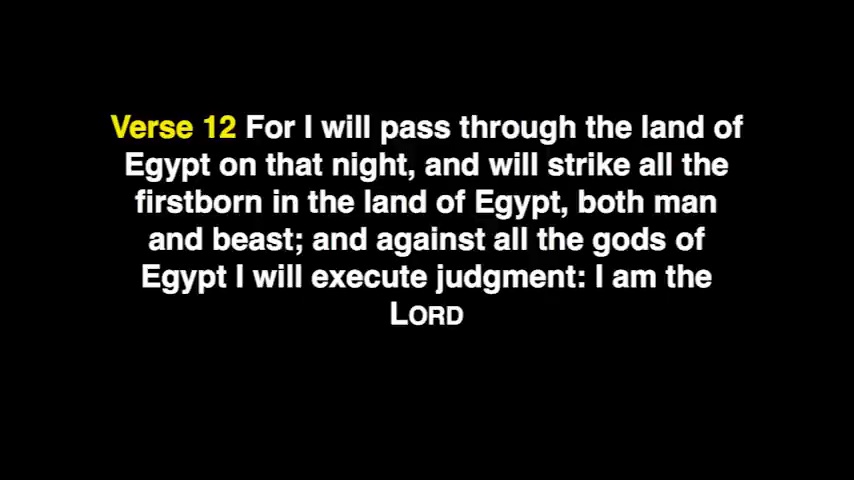 Verse 12 For I will pass through the land of
Egypt on that night, and will strike all the
firstborn in the land of Egypt, both man
and beast; and against all the gods of
Egypt I will execute judgment: I am the
LORD